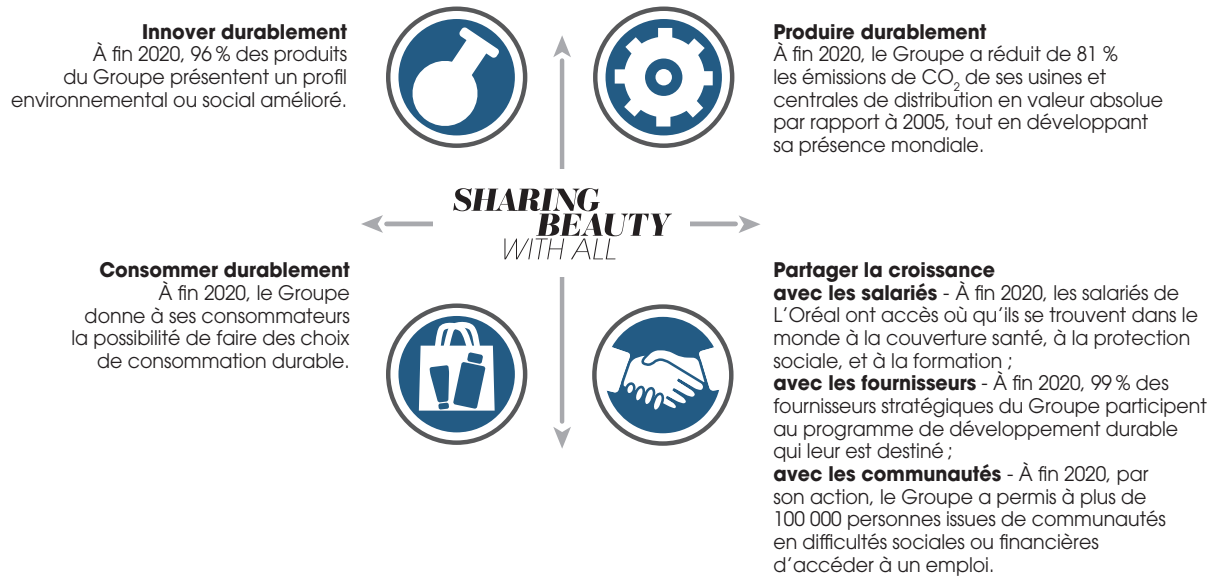 Innover durablement
À fin 2020, 96 % des produits
du Groupe présentent un profil
environnemental ou social amélioré.
Produire durablement
À fin 2020, le Groupe a réduit de 81 %
les émissions de CO₂ de ses usines et
centrales de distribution en valeur absolue
par rapport à 2005, tout en développant
sa présence mondiale.
SHARING
BEAUTY
WITH ALL
Consommer durablement
À fin 2020, le Groupe
donne à ses consommateurs
la possibilité de faire des choix
de consommation durable.
Partager la croissance
avec les salariés - À fin 2020, les salariés de
L'Oréal ont accès où qu'ils se trouvent dans le
monde à la couverture santé, à la protection
sociale, et à la formation ;
avec les fournisseurs - À fin 2020, 99 % des
fournisseurs stratégiques du Groupe participent
au programme de développement durable
qui leur est destiné ;
avec les communautés - À fin 2020, par
son action, le Groupe a permis à plus de
100 000 personnes issues de communautés
en difficultés sociales ou financières
d'accéder à un emploi.